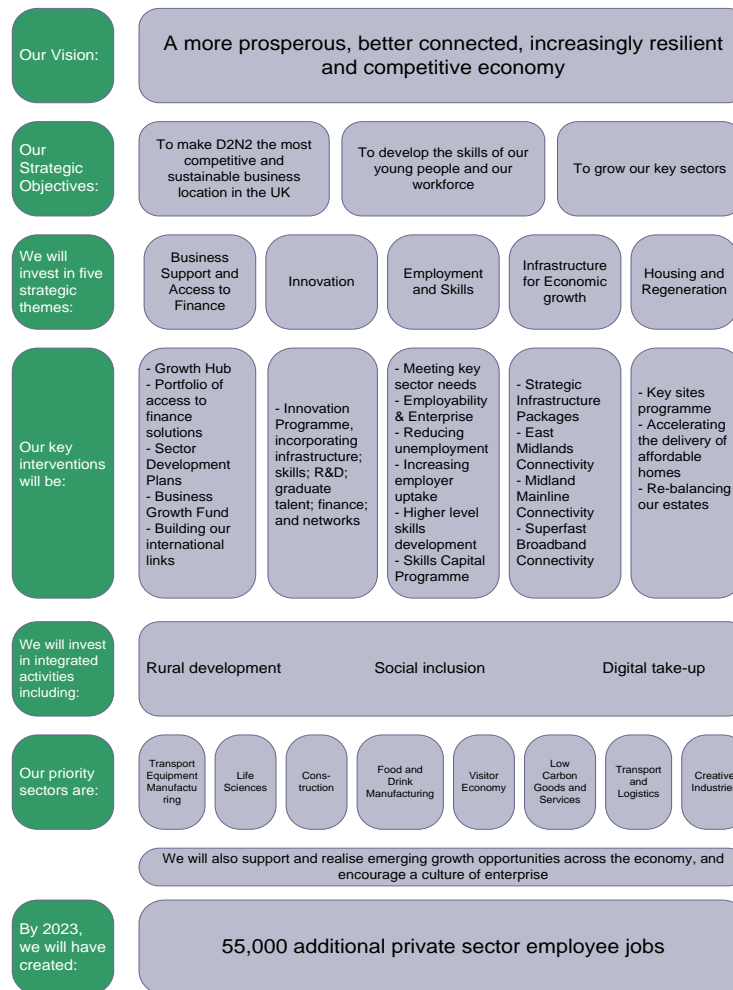 Our Vision:
A more prosperous, better connected, increasingly resilient
and competitive economy
Our
Strategic
Objectives:
To make D2N2 the most
competitive and
sustainable business
location in the UK
To develop the skills of our
young people and our
workforce
To grow our key sectors
We will
invest in five
strategic
themes:
Business
Support and
Access to
Finance
Innovation
Employment
and Skills
Infrastructure
for Economic
growth
Housing and
Regeneration
Our key
interventions
will be:
- Growth Hub
- Portfolio of
access to
finance
solutions
- Sector
Development
Plans
- Business
Growth Fund
- Building our
international
links
- Innovation
Programme,
incorporating
infrastructure;
skills; R&D;
graduate
talent; finance;
and networks
- Meeting key
sector needs
- Employability
& Enterprise
- Reducing
unemployment
- Increasing
employer
uptake
- Higher level
skills
development
- Skills Capital
Programme
- Strategic
Infrastructure
Packages
- East
Midlands
Connectivity
- Midland
Mainline
Connectivity
- Superfast
Broadband
Connectivity
- Key sites
programme
- Accelerating
the delivery of
affordable
homes
- Re-balancing
our estates
We will invest
in integrated
activities
including:
Rural development Social inclusion Digital take-up
Our priority
sectors are:
Transport
Equipment
Manufactu
ring
Life
Sciences
Cons-
truction
Food and
Drink
Manufacturing
Visitor
Economy
Low
Carbon
Goods and
Services
Transport
and
Logistics
Creative
Industries
We will also support and realise emerging growth opportunities across the economy, and
encourage a culture of enterprise
By 2023,
we will have
created:
55,000 additional private sector employee jobs